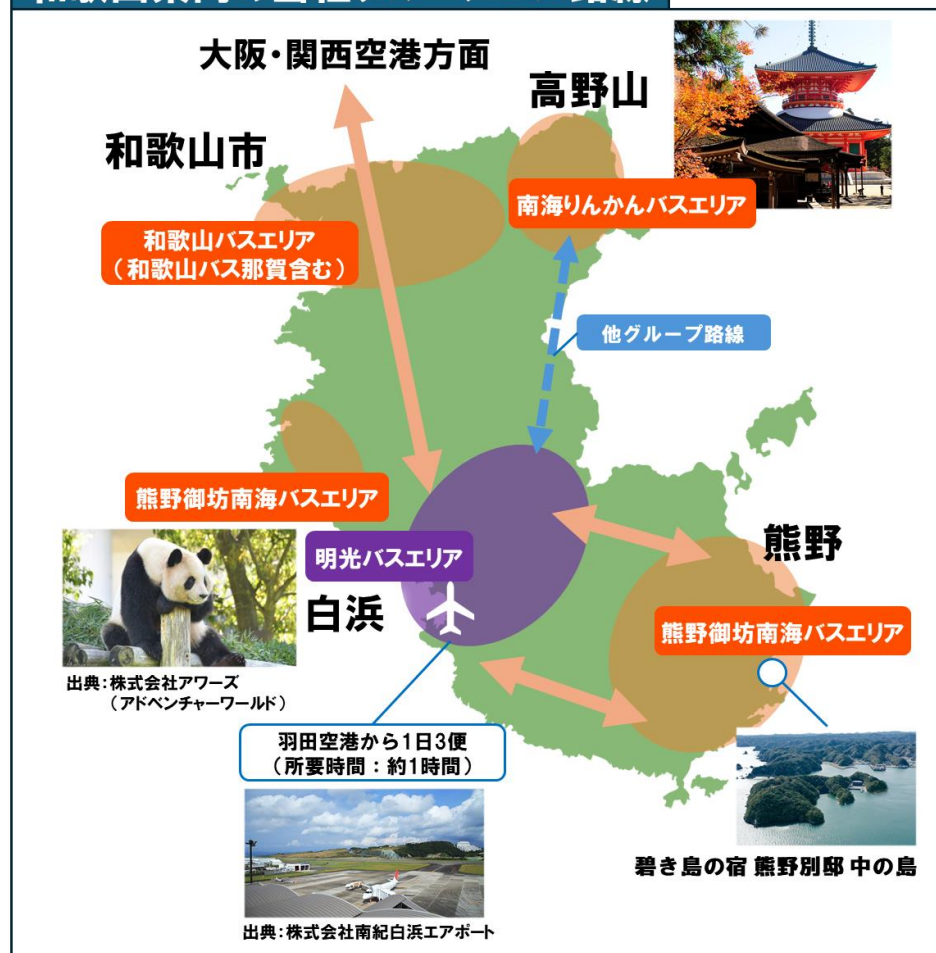 大阪・関西空港方面
高野山
和歌山市
南海りんかんバスエリア
和歌山バスエリア
(和歌山バス那賀含む)
他グループ路線
熊野御坊南海バスエリア
明光バスエリア
熊野
白浜
熊野御坊南海バスエリア
出典:株式会社アワーズ
(アドベンチャーワールド)
羽田空港から1日3便
(所要時間:約1時間)
碧き島の宿 熊野別邸 中の島
出典:株式会社南紀白浜エアポート